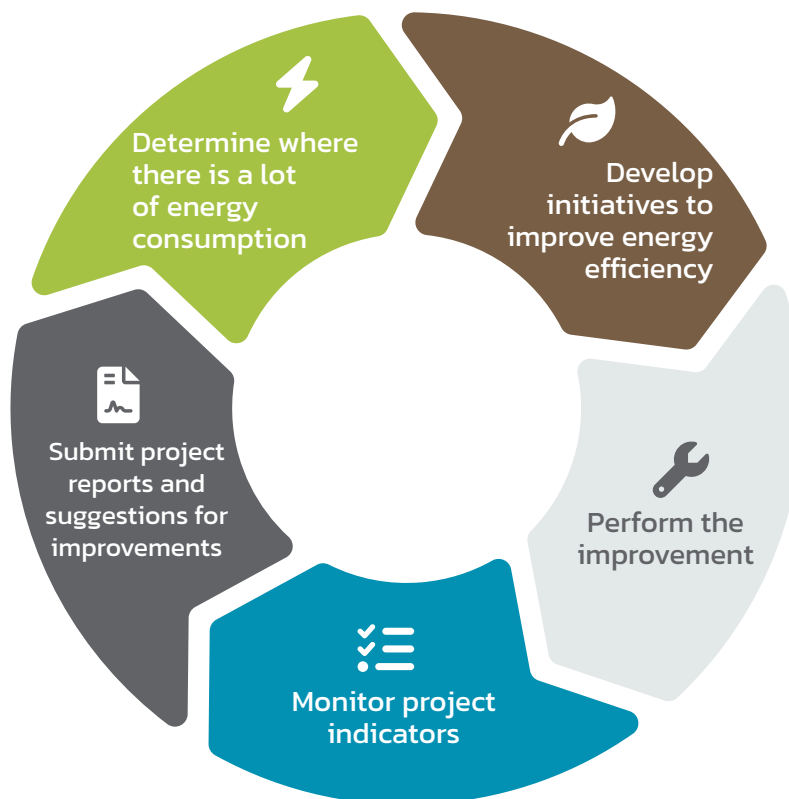 Determine where
there is a lot
of energy
consumption
Develop
initiatives to
improve energy
efficiency
Perform the
improvement
Monitor project
indicators
Submit project
reports and
suggestions for
improvements